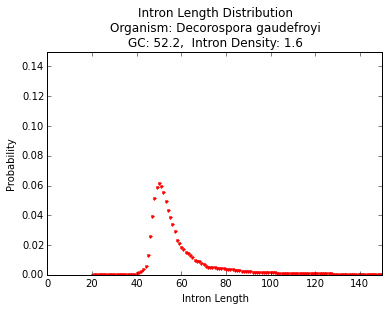 Intron Length Distribution
Organism: Decorospora gaudefroyi
GC: 52.2,  Intron Density: 1.6
0.14
0.12
0.10
0.08
0.06
0.04
0.02
0.00
Probability
0 20 40 60 80 100 120 140
Intron Length